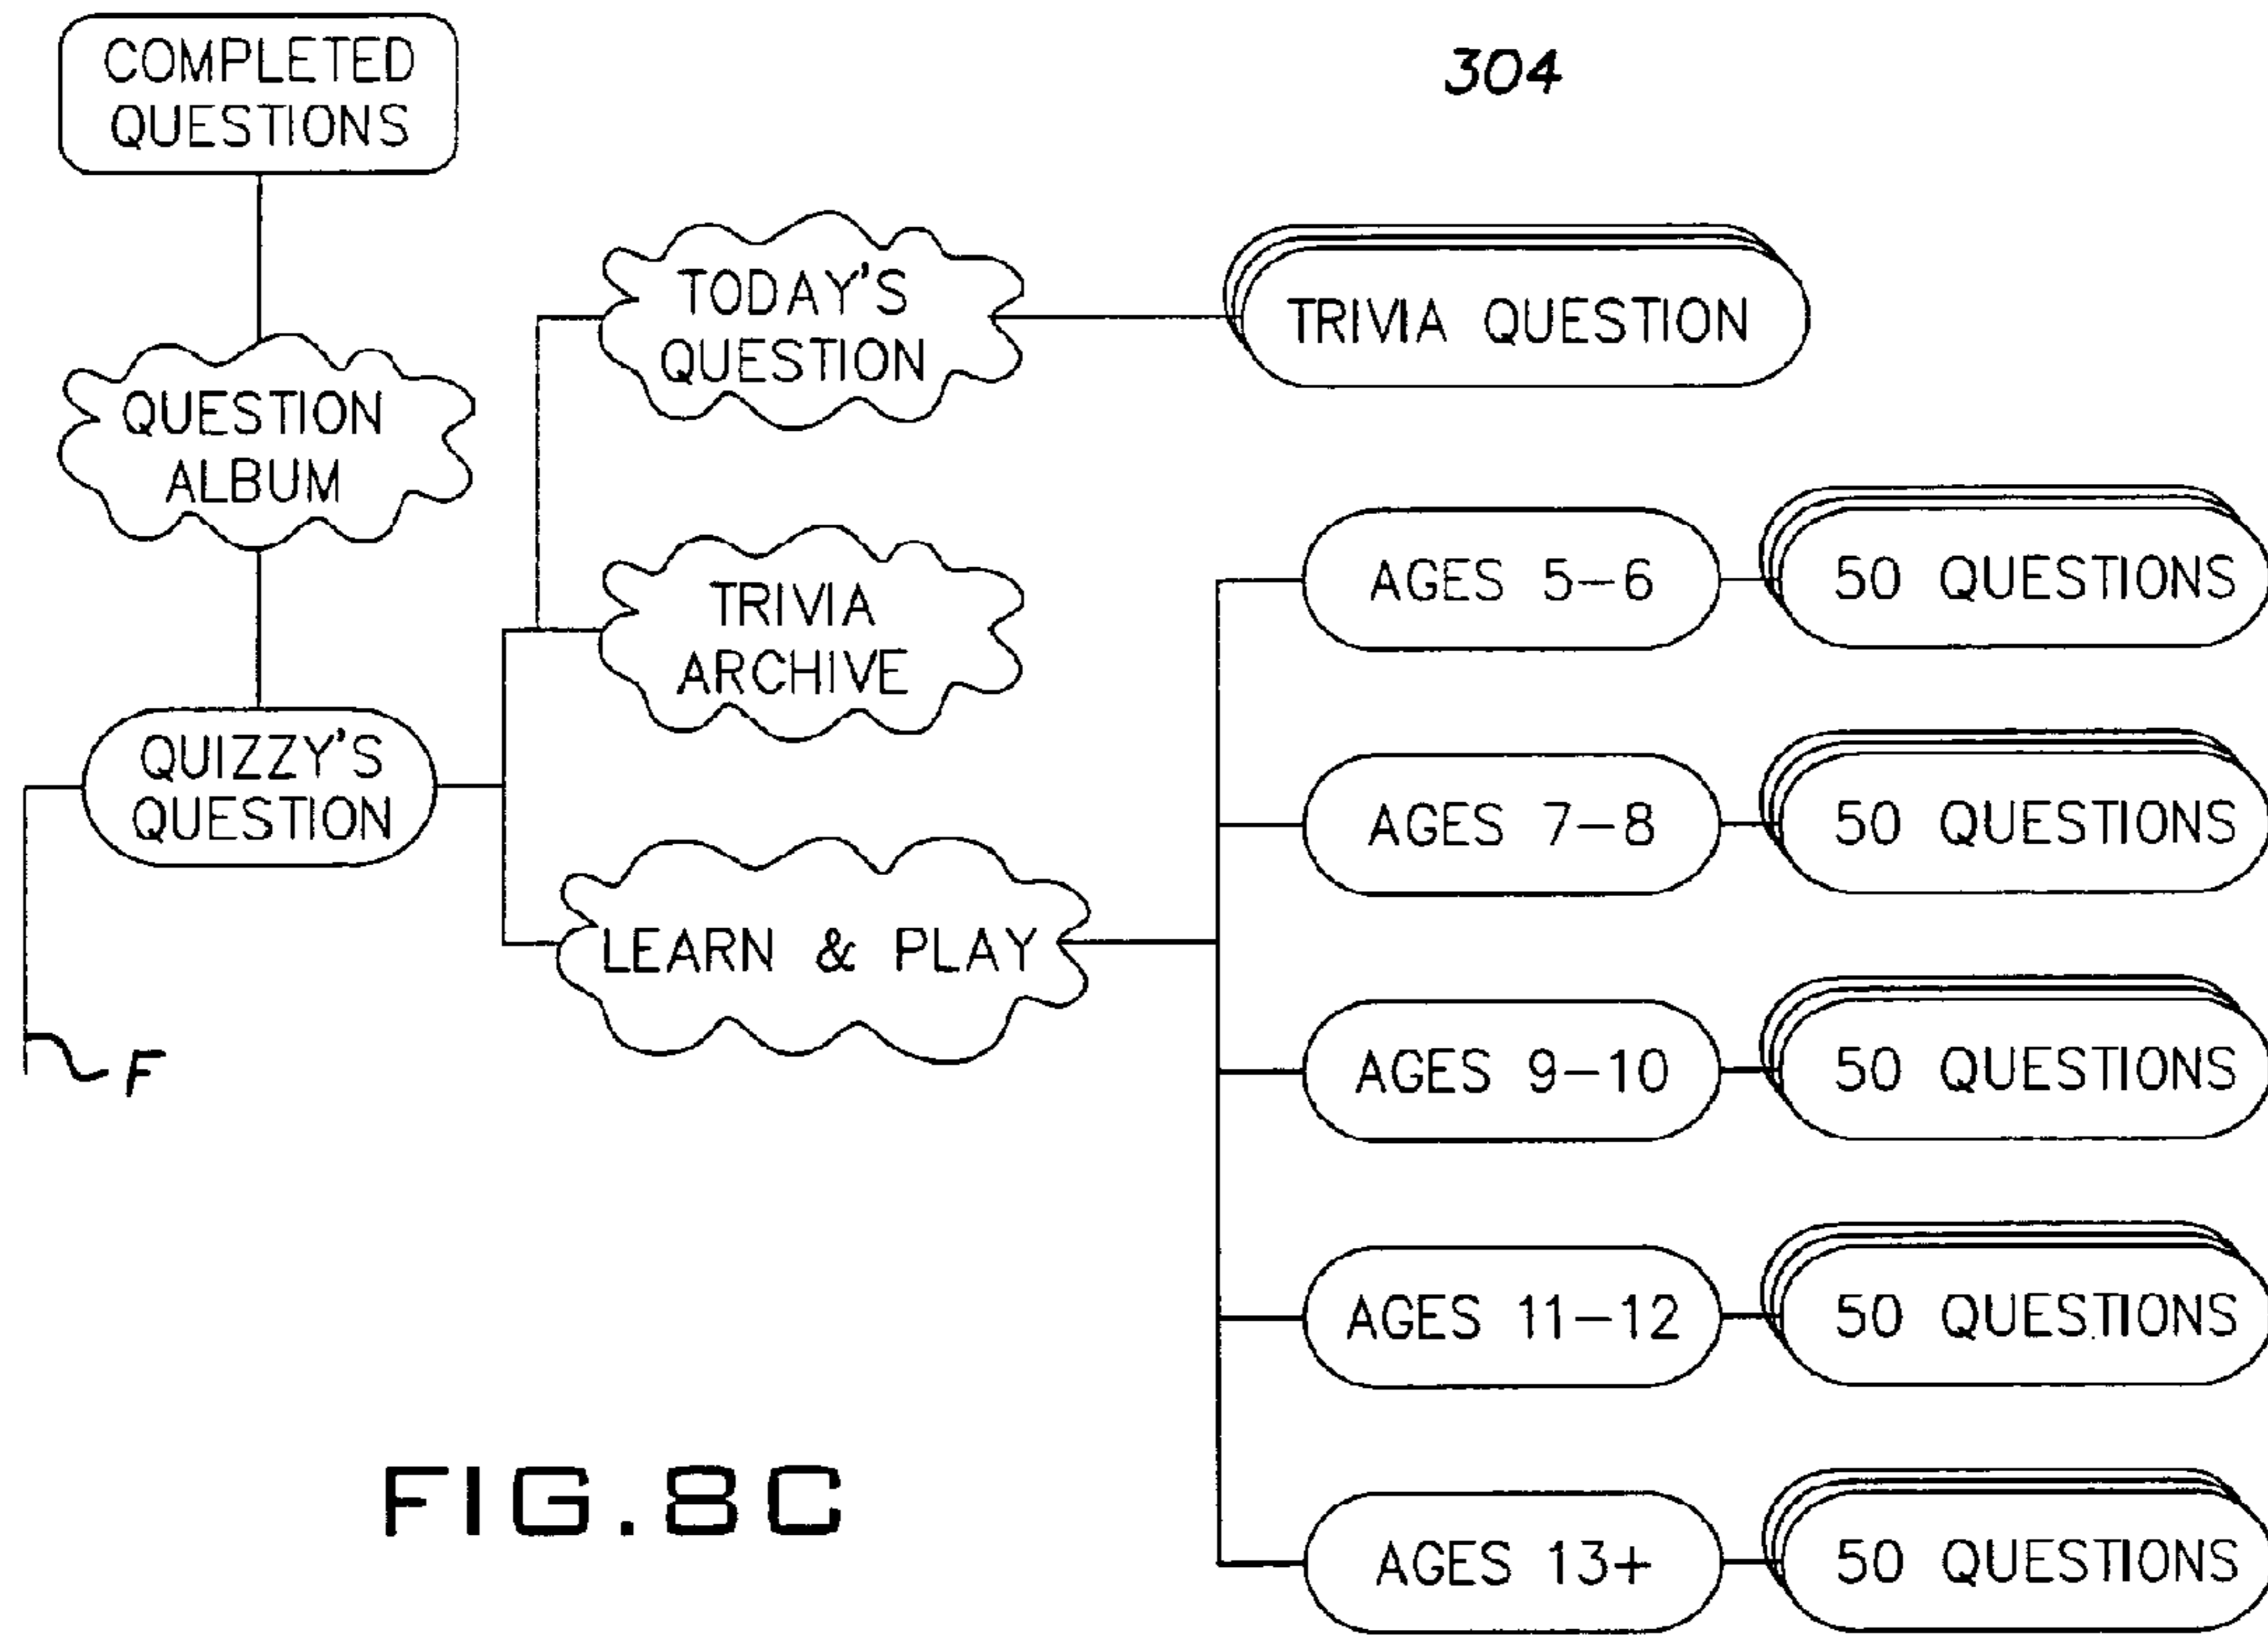 COMPLETED
QUESTIONS
304
TODAY'S
QUESTION
TRIVIA QUESTION
QUESTION
ALBUM
TRIVIA
ARCHIVE
QUIZZY'S
QUESTION
LEARN & PLAY
AGES 5-6
50 QUESTIONS
AGES 7-8
50 QUESTIONS
AGES 9-10
50 QUESTIONS
AGES 11-12
50 QUESTIONS
AGES 13+
50 QUESTIONS
F
FIG.8C